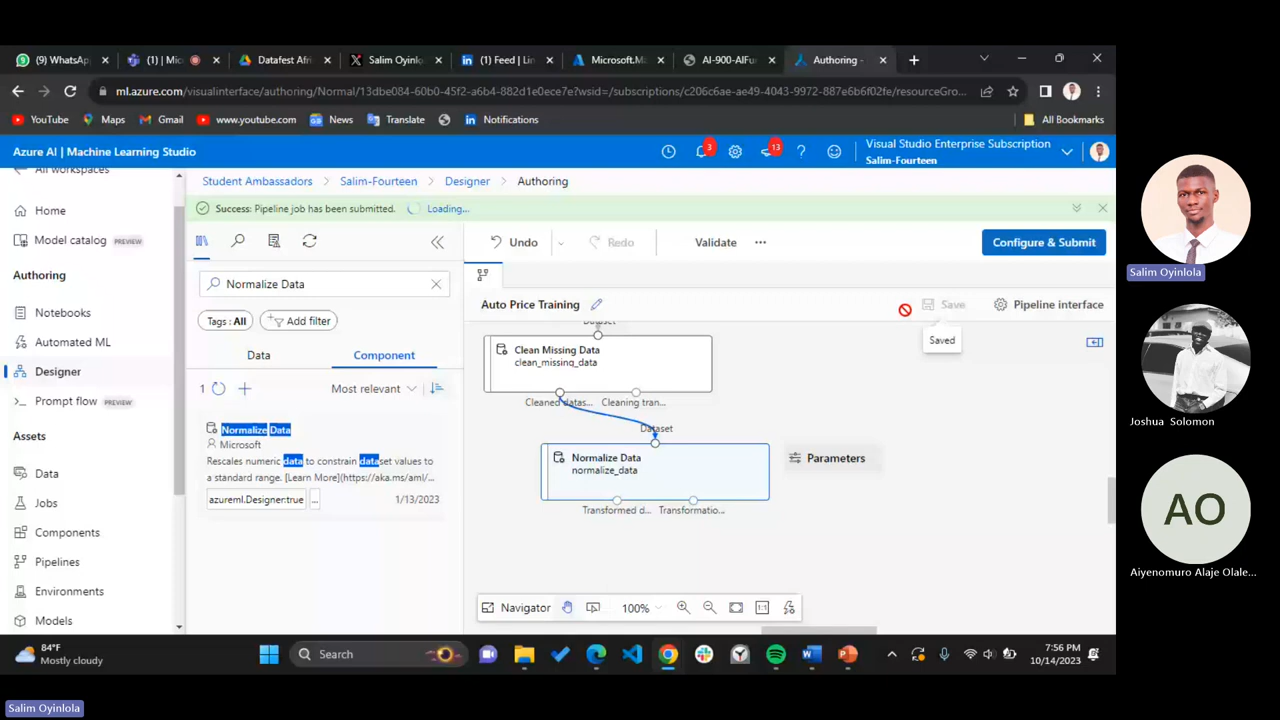 (9) WhatsAp
(1) | Mic
Datafest Afri
Salim Oyinlo
(1) Feed | Lin
Microsoft.Ma
AI-900-AIFu
Authoring -
ml.azure.com/visualinterface/authoring/Normal/13dbe084-60b0-45f2-a6b4-882d1e0ece7e?wsid=/subscriptions/c206c6ae-ae49-4043-9972-887e6b6f02fe/resourceGro...
YouTube
Maps
Gmail
www.youtube.com
News
Translate
Notifications
All Bookmarks
Azure AI | Machine Learning Studio
3
13
Visual Studio Enterprise Subscription
Salim-Fourteen
All workspaces
Student Ambassadors > Salim-Fourteen > Designer > Authoring
Success: Pipeline job has been submitted. Loading...
Home
Model catalog PREVIEW
Authoring
Notebooks
Automated ML
Designer
Prompt flow PREVIEW
Assets
Data
Jobs
Components
Pipelines
Environments
Models
Normalize Data
Tags : All
Add filter
Data
Component
1
Most relevant
Normalize Data
Microsoft
Rescales numeric data to constrain dataset values to
a standard range. [Learn More](https://aka.ms/aml/...
azureml.Designer:true
...
1/13/2023
Undo
Redo
Validate
Configure & Submit
Auto Price Training
Save
Pipeline interface
Saved
Dataset
Clean Missing Data
clean_missing_data
Cleaned datas...
Cleaning tran...
Dataset
Normalize Data
normalize_data
Parameters
Transformed d...
Transformatio...
Navigator
100%
1:1
84°F
Mostly cloudy
Search
7:56 PM
10/14/2023
Salim Oyinlola
Joshua Solomon
AO
Aiyenomuro Alaje Olale...
Salim Oyinlola